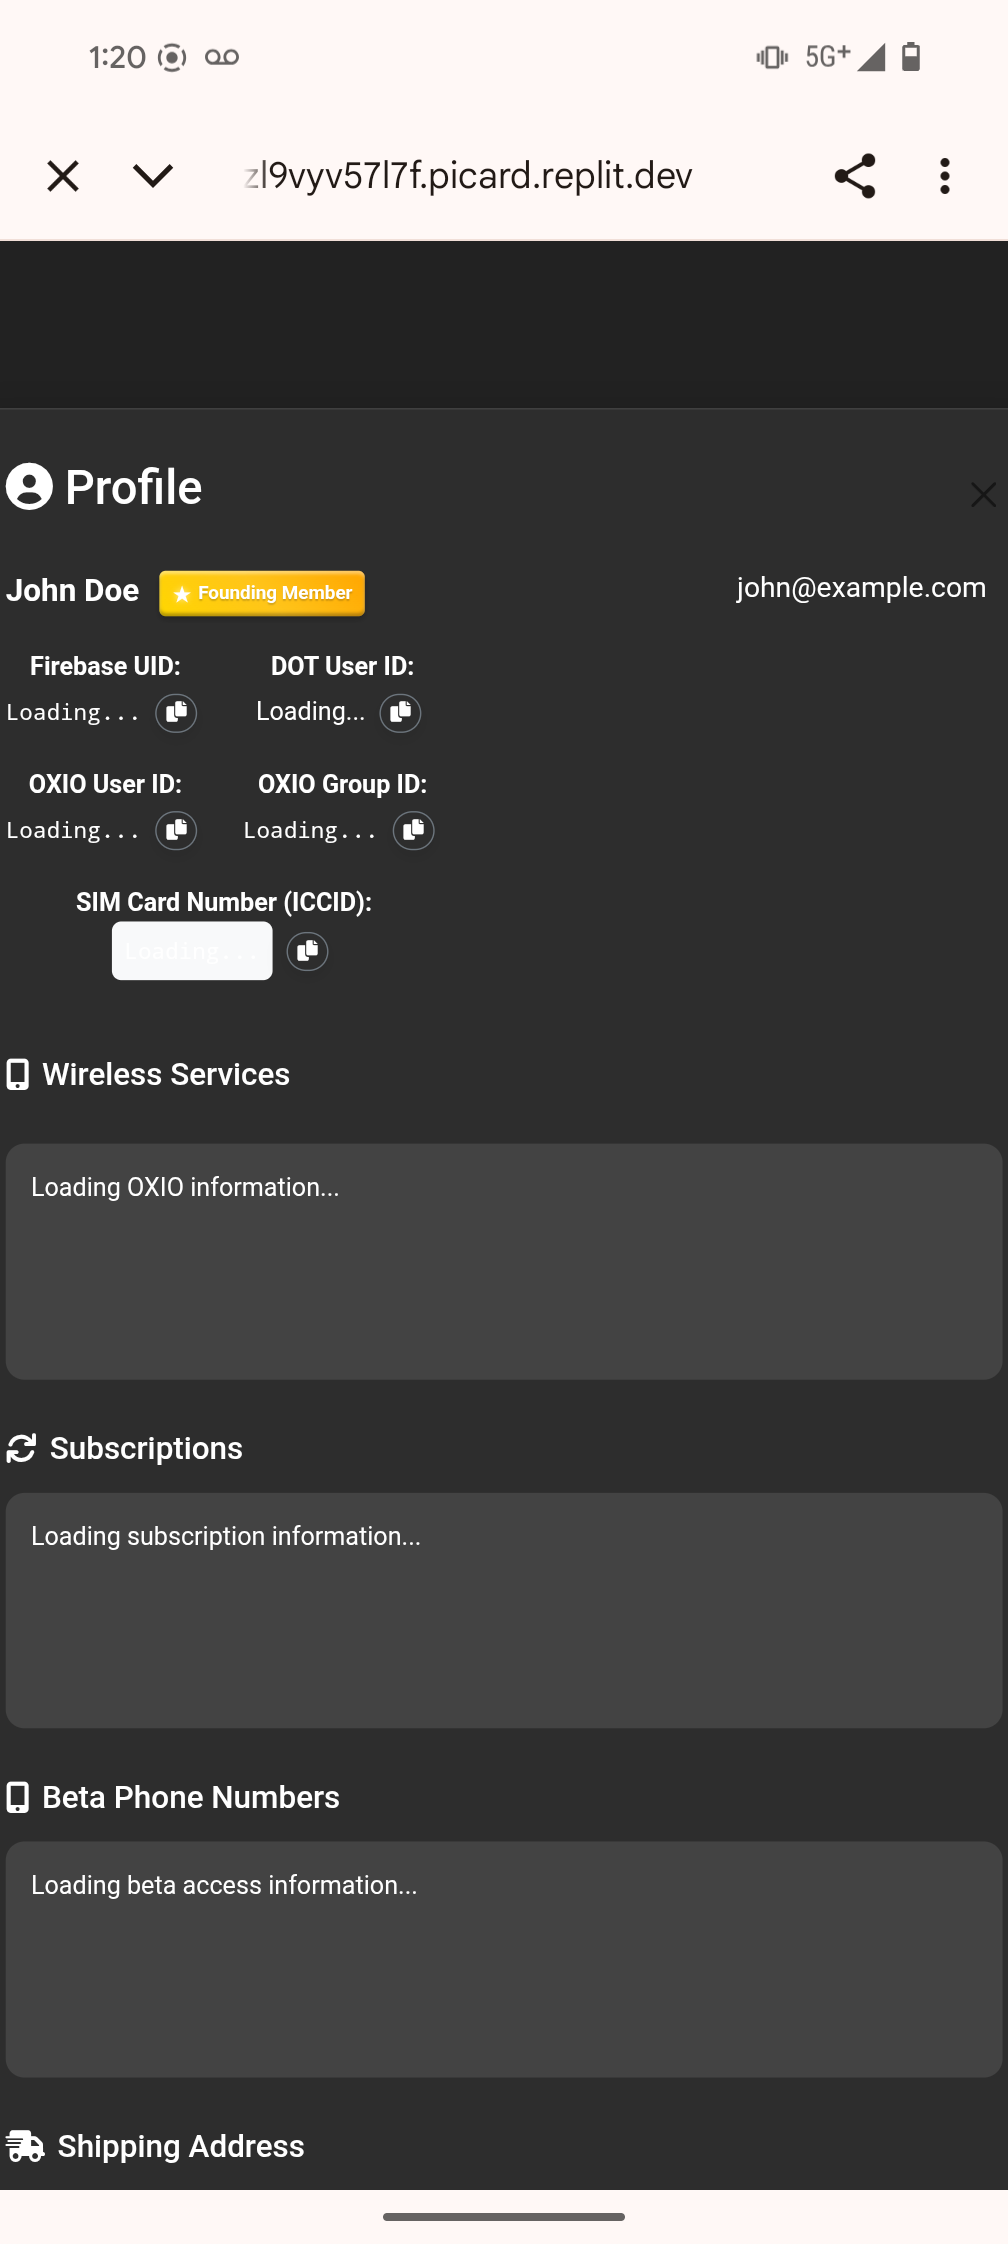 1:20 5G+
zl9vyv57l7f.picard.replit.dev
Profile
John Doe Founding Member john@example.com
Firebase UID: DOT User ID:
Loading... Loading...
OXIO User ID: OXIO Group ID:
Loading... Loading...
SIM Card Number (ICCID):
Loading...
Wireless Services
Loading OXIO information...
Subscriptions
Loading subscription information...
Beta Phone Numbers
Loading beta access information...
Shipping Address